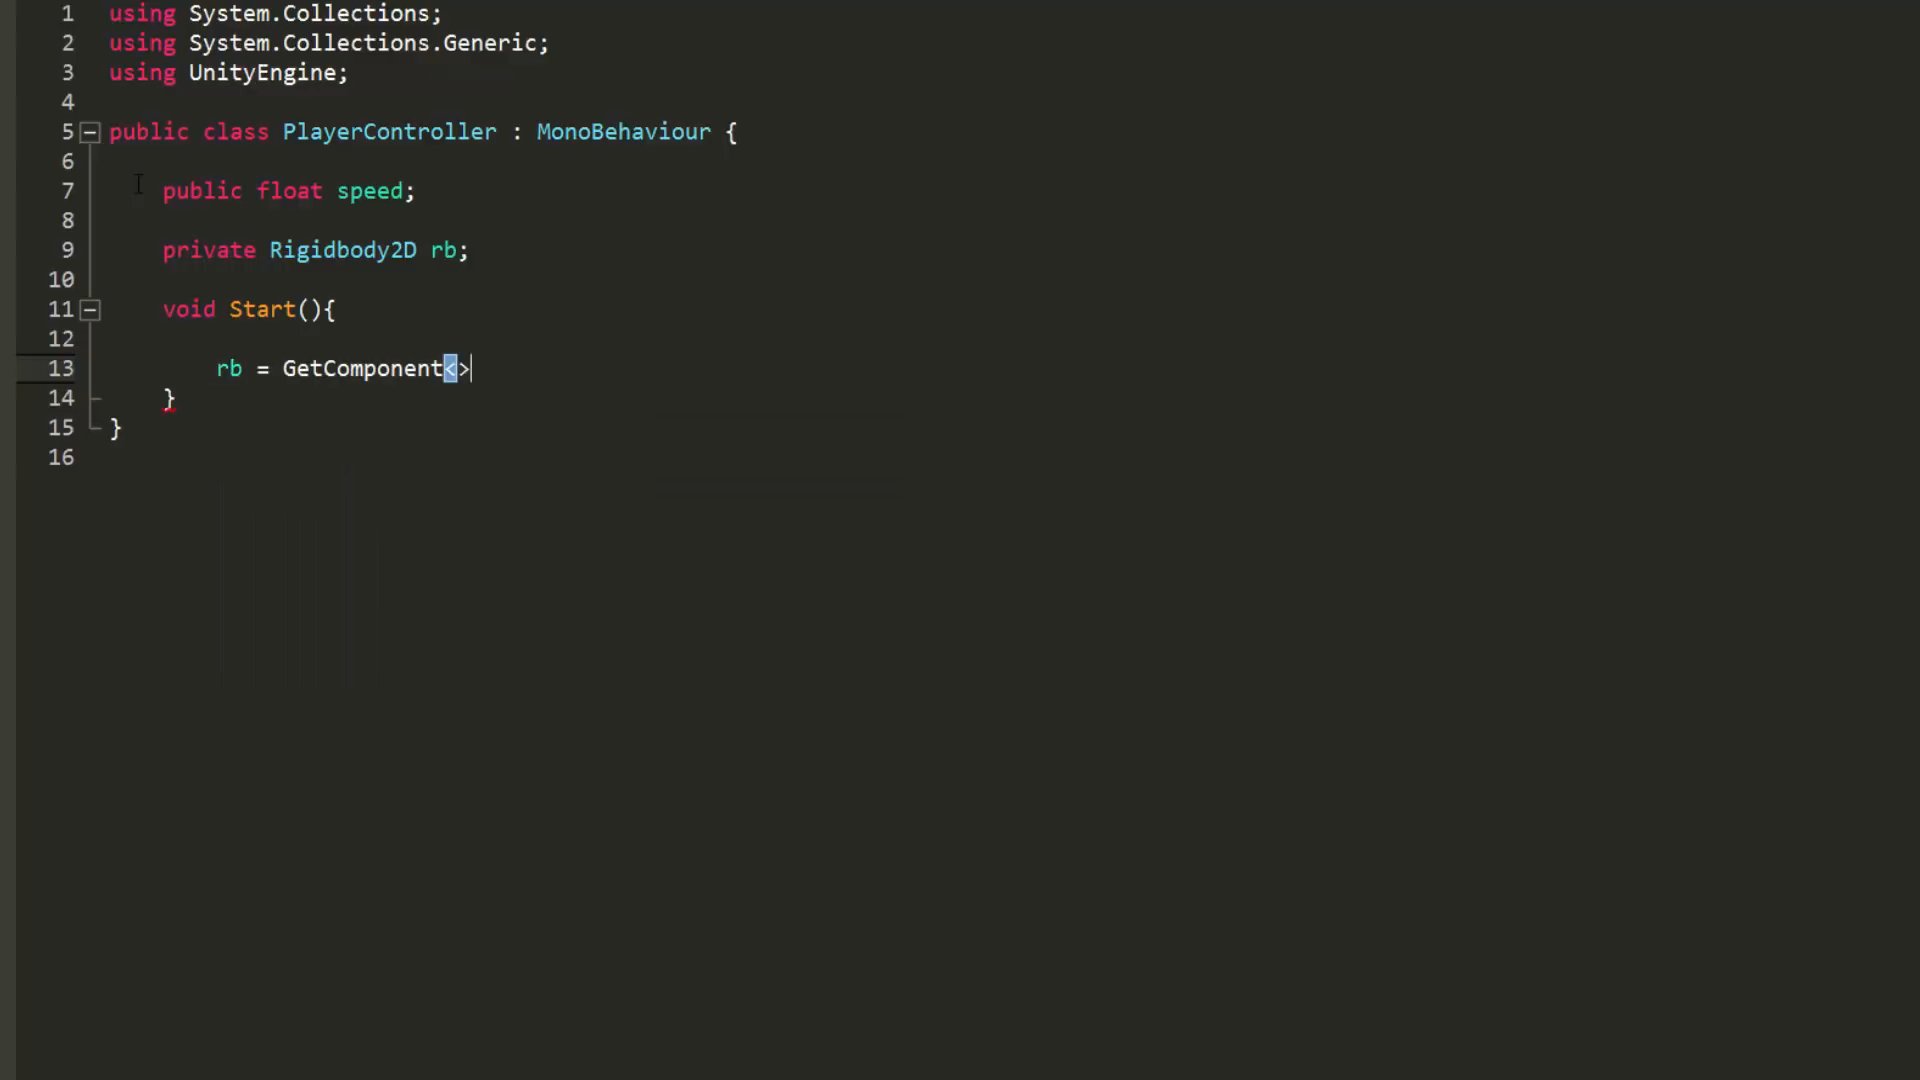 1 using System.Collections;
2 using System.Collections.Generic;
3 using UnityEngine;
4
5 public class PlayerController : MonoBehaviour {
6
7 public float speed;
8
9 private Rigidbody2D rb;
10
11 void Start(){
12
13 rb = GetComponent<>
14 }
15 }
16